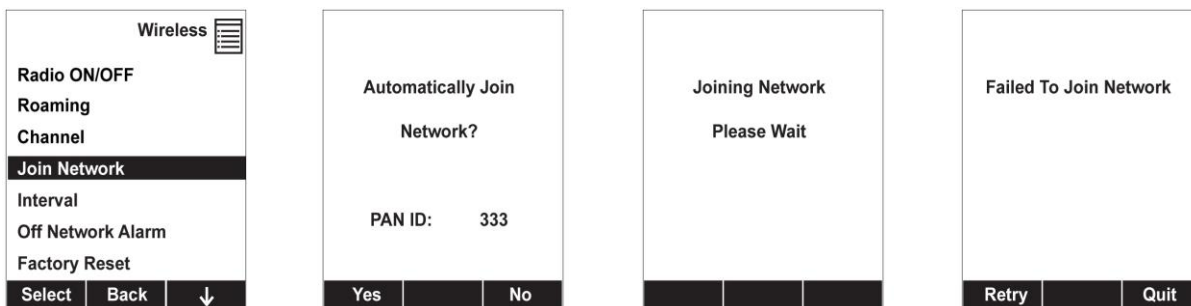 Wireless
Radio ON/OFF
Roaming
Channel
Join Network
Interval
Off Network Alarm
Factory Reset
Select Back ↓
Automatically Join
Network?
PAN ID: 333
Yes No
Joining Network
Please Wait
Failed To Join Network
Retry Quit